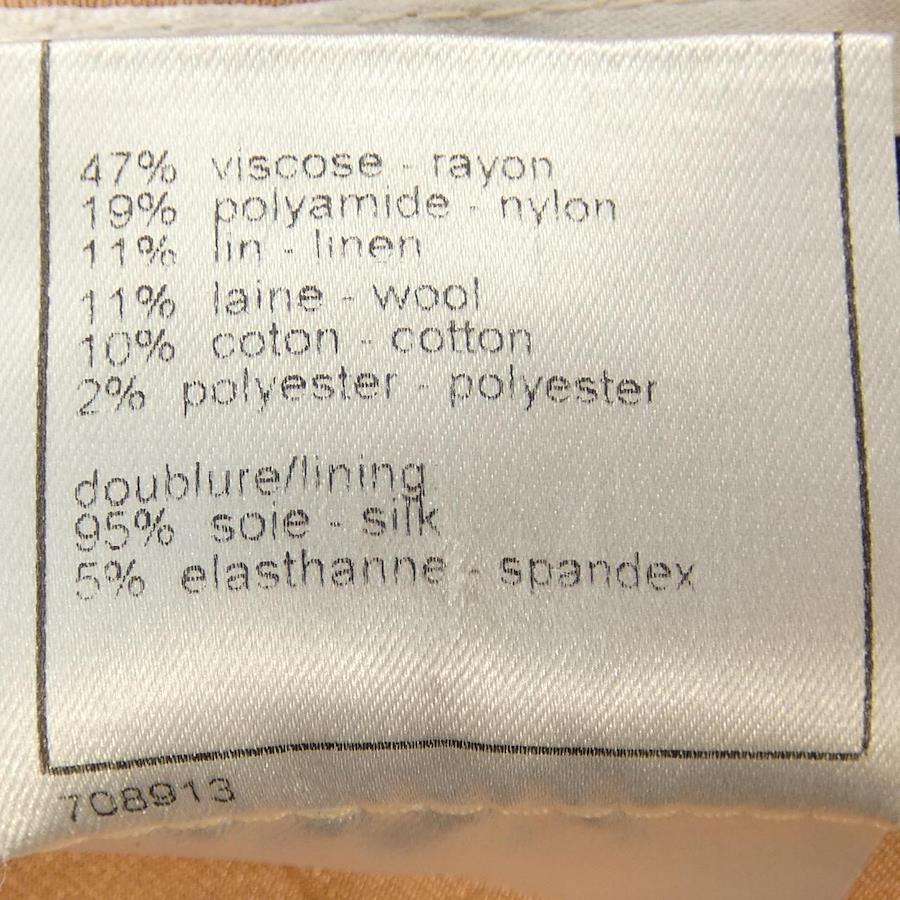 47% viscose - rayon
19% polyamide - nylon
11% lin - linen
11% laine - wool
10% coton - cotton
2% polyester - polyester
doublure/lining
95% soie - silk
5% elasthanne - spandex
708913